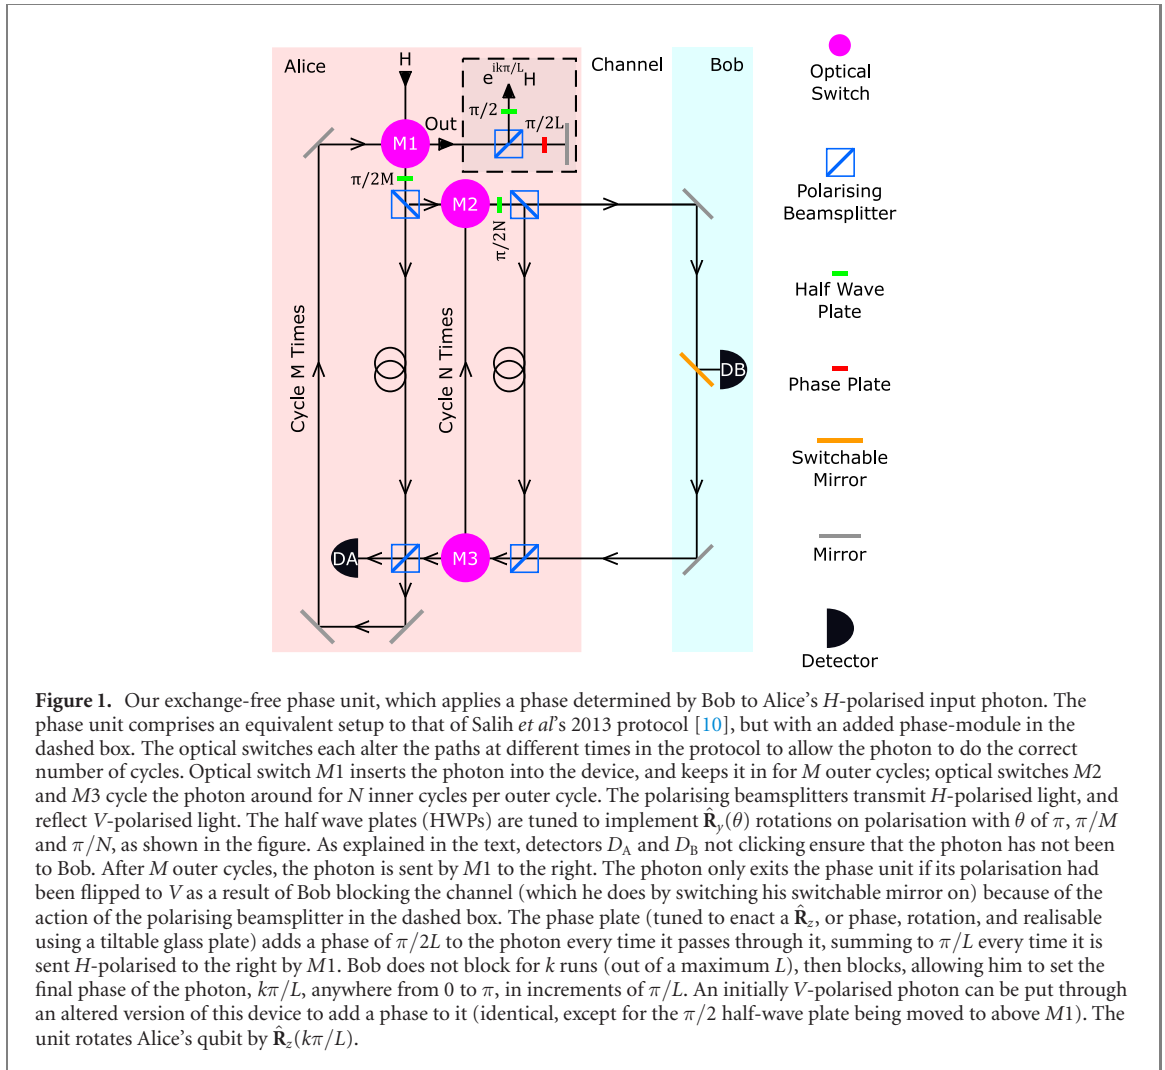 Alice
H
e^{ikπ/L} H
Channel
Bob
π/2
π/2L
Out
M1
π/2M
M2
π/2N
Cycle M Times
Cycle N Times
DB
DA
M3
Optical
Switch
Polarising
Beamsplitter
Half Wave
Plate
Phase Plate
Switchable
Mirror
Mirror
Detector
Figure 1. Our exchange-free phase unit, which applies a phase determined by Bob to Alice's H-polarised input photon. The
phase unit comprises an equivalent setup to that of Salih et al's 2013 protocol [10], but with an added phase-module in the
dashed box. The optical switches each alter the paths at different times in the protocol to allow the photon to do the correct
number of cycles. Optical switch M1 inserts the photon into the device, and keeps it in for M outer cycles; optical switches M2
and M3 cycle the photon around for N inner cycles per outer cycle. The polarising beamsplitters transmit H-polarised light, and
reflect V-polarised light. The half wave plates (HWPs) are tuned to implement R̂y(θ) rotations on polarisation with θ of π, π/M
and π/N, as shown in the figure. As explained in the text, detectors DA and DB not clicking ensure that the photon has not been
to Bob. After M outer cycles, the photon is sent by M1 to the right. The photon only exits the phase unit if its polarisation had
been flipped to V as a result of Bob blocking the channel (which he does by switching his switchable mirror on) because of the
action of the polarising beamsplitter in the dashed box. The phase plate (tuned to enact a R̂z, or phase, rotation, and realisable
using a tiltable glass plate) adds a phase of π/2L to the photon every time it passes through it, summing to π/L every time it is
sent H-polarised to the right by M1. Bob does not block for k runs (out of a maximum L), then blocks, allowing him to set the
final phase of the photon, kπ/L, anywhere from 0 to π, in increments of π/L. An initially V-polarised photon can be put through
an altered version of this device to add a phase to it (identical, except for the π/2 half-wave plate being moved to above M1). The
unit rotates Alice's qubit by R̂z(kπ/L).